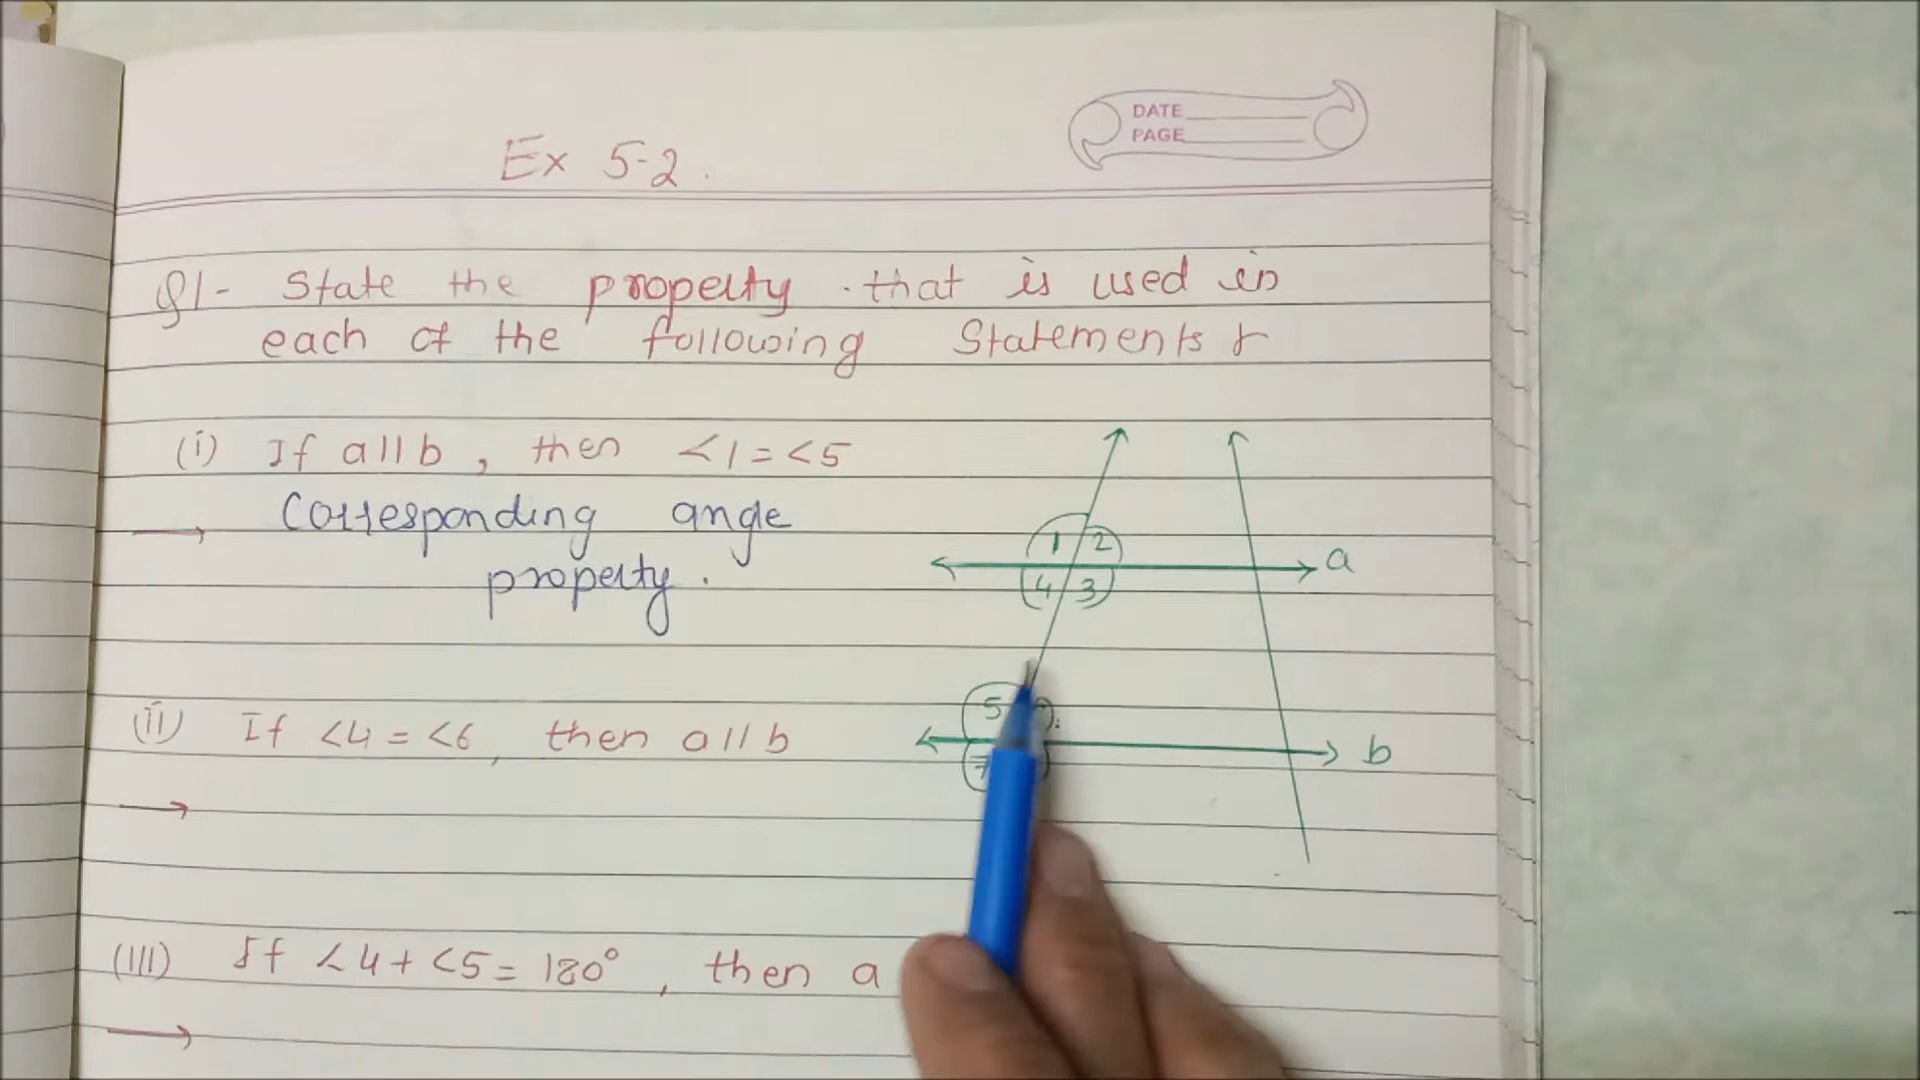 DATE
PAGE
Ex 5-2.
Q1- State the property that is used in
each of the following Statements
(i) If a || b, then <1 = <5
→ Corresponding ange
property.
1 2
a
4 3
5
(ii) If <4 = <6, then a || b
b
7
→
(III) If <4 + <5 = 180°, then a
→